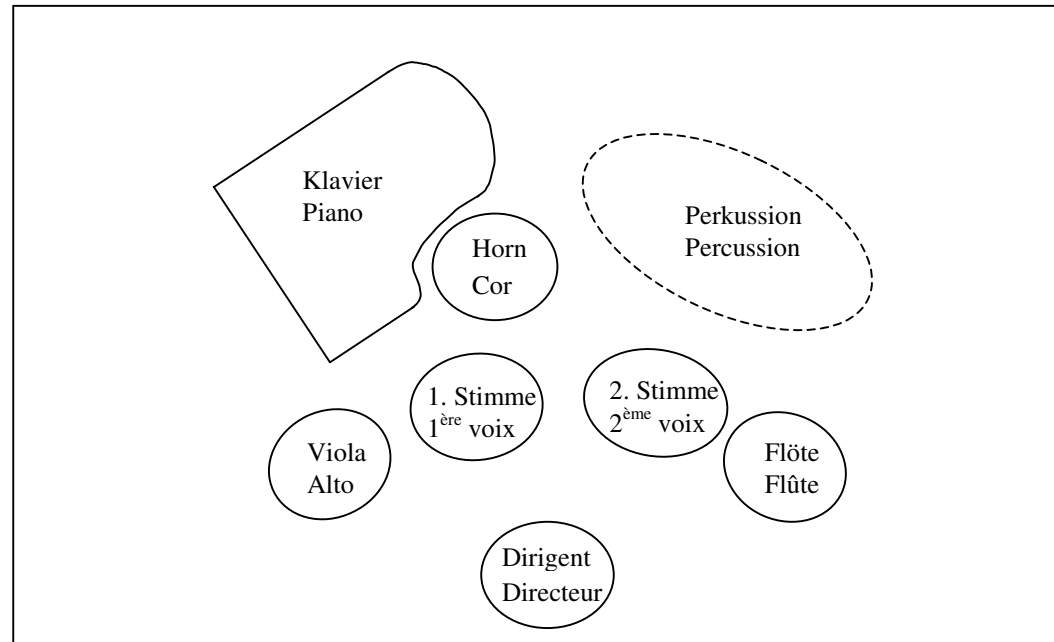 Klavier
Piano
Perkussion
Percussion
Horn
Cor
1. Stimme
1ère voix
2. Stimme
2ème voix
Viola
Alto
Flöte
Flûte
Dirigent
Directeur